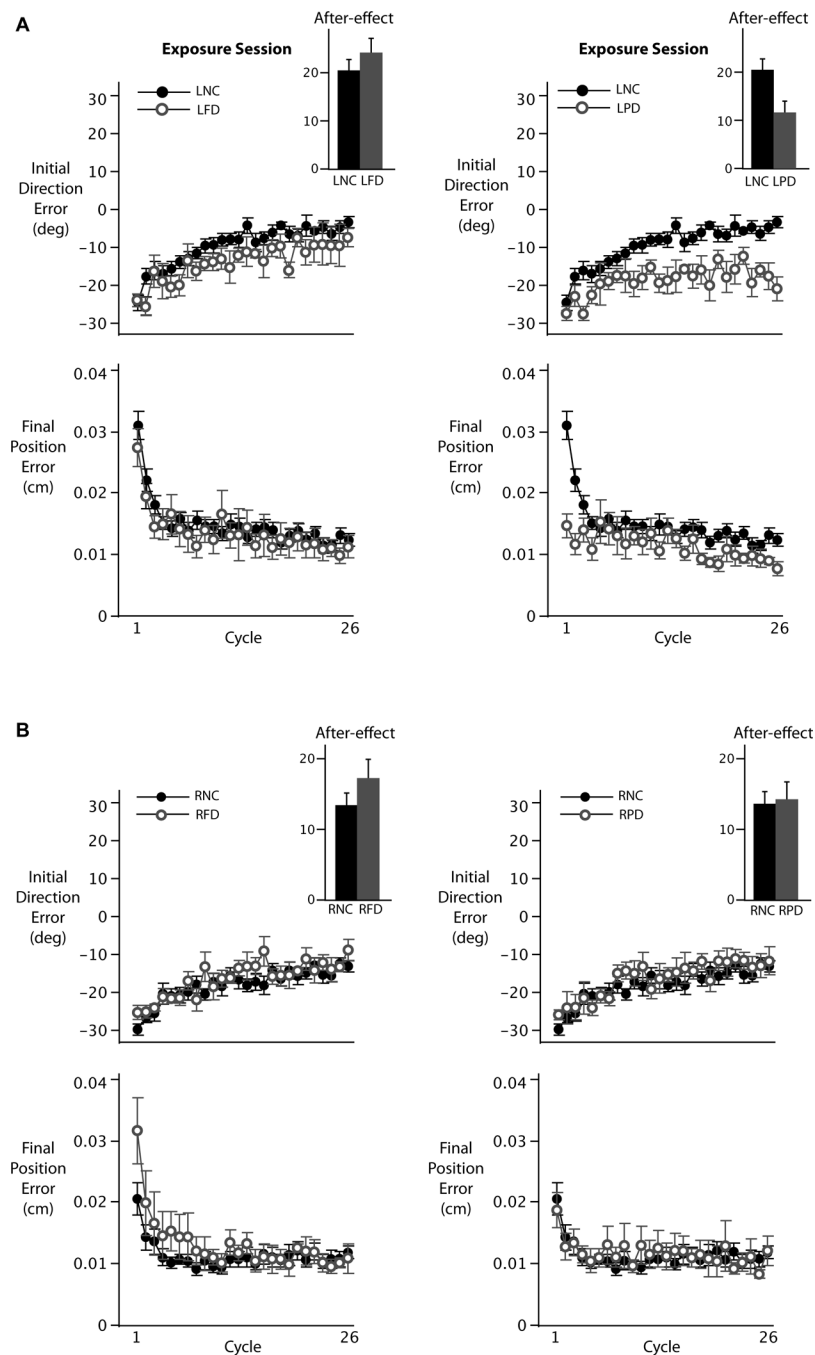 A
After-effect
Exposure Session
20
10
0
LNC LFD
LNC
LFD
Initial
Direction
Error
(deg)
30
20
10
0
−10
−20
−30
After-effect
Exposure Session
20
10
0
LNC LPD
LNC
LPD
Initial
Direction
Error
(deg)
30
20
10
0
−10
−20
−30
Final
Position
Error
(cm)
0.04
0.03
0.02
0.01
0
1
Cycle
26
Final
Position
Error
(cm)
0.04
0.03
0.02
0.01
0
1
Cycle
26
B
After-effect
20
10
0
RNC RFD
RNC
RFD
Initial
Direction
Error
(deg)
30
20
10
0
−10
−20
−30
After-effect
20
10
0
RNC RPD
RNC
RPD
Initial
Direction
Error
(deg)
30
20
10
0
−10
−20
−30
Final
Position
Error
(cm)
0.04
0.03
0.02
0.01
0
1
Cycle
26
Final
Position
Error
(cm)
0.04
0.03
0.02
0.01
0
1
Cycle
26